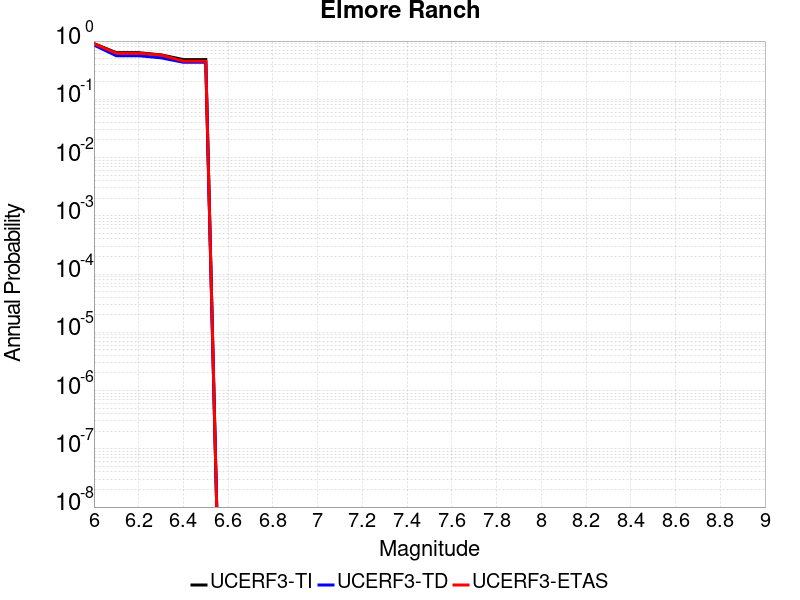 Elmore Ranch
Annual Probability
10^0
10^-1
10^-2
10^-3
10^-4
10^-5
10^-6
10^-7
10^-8
6 6.2 6.4 6.6 6.8 7 7.2 7.4 7.6 7.8 8 8.2 8.4 8.6 8.8 9
Magnitude
UCERF3-TI UCERF3-TD UCERF3-ETAS